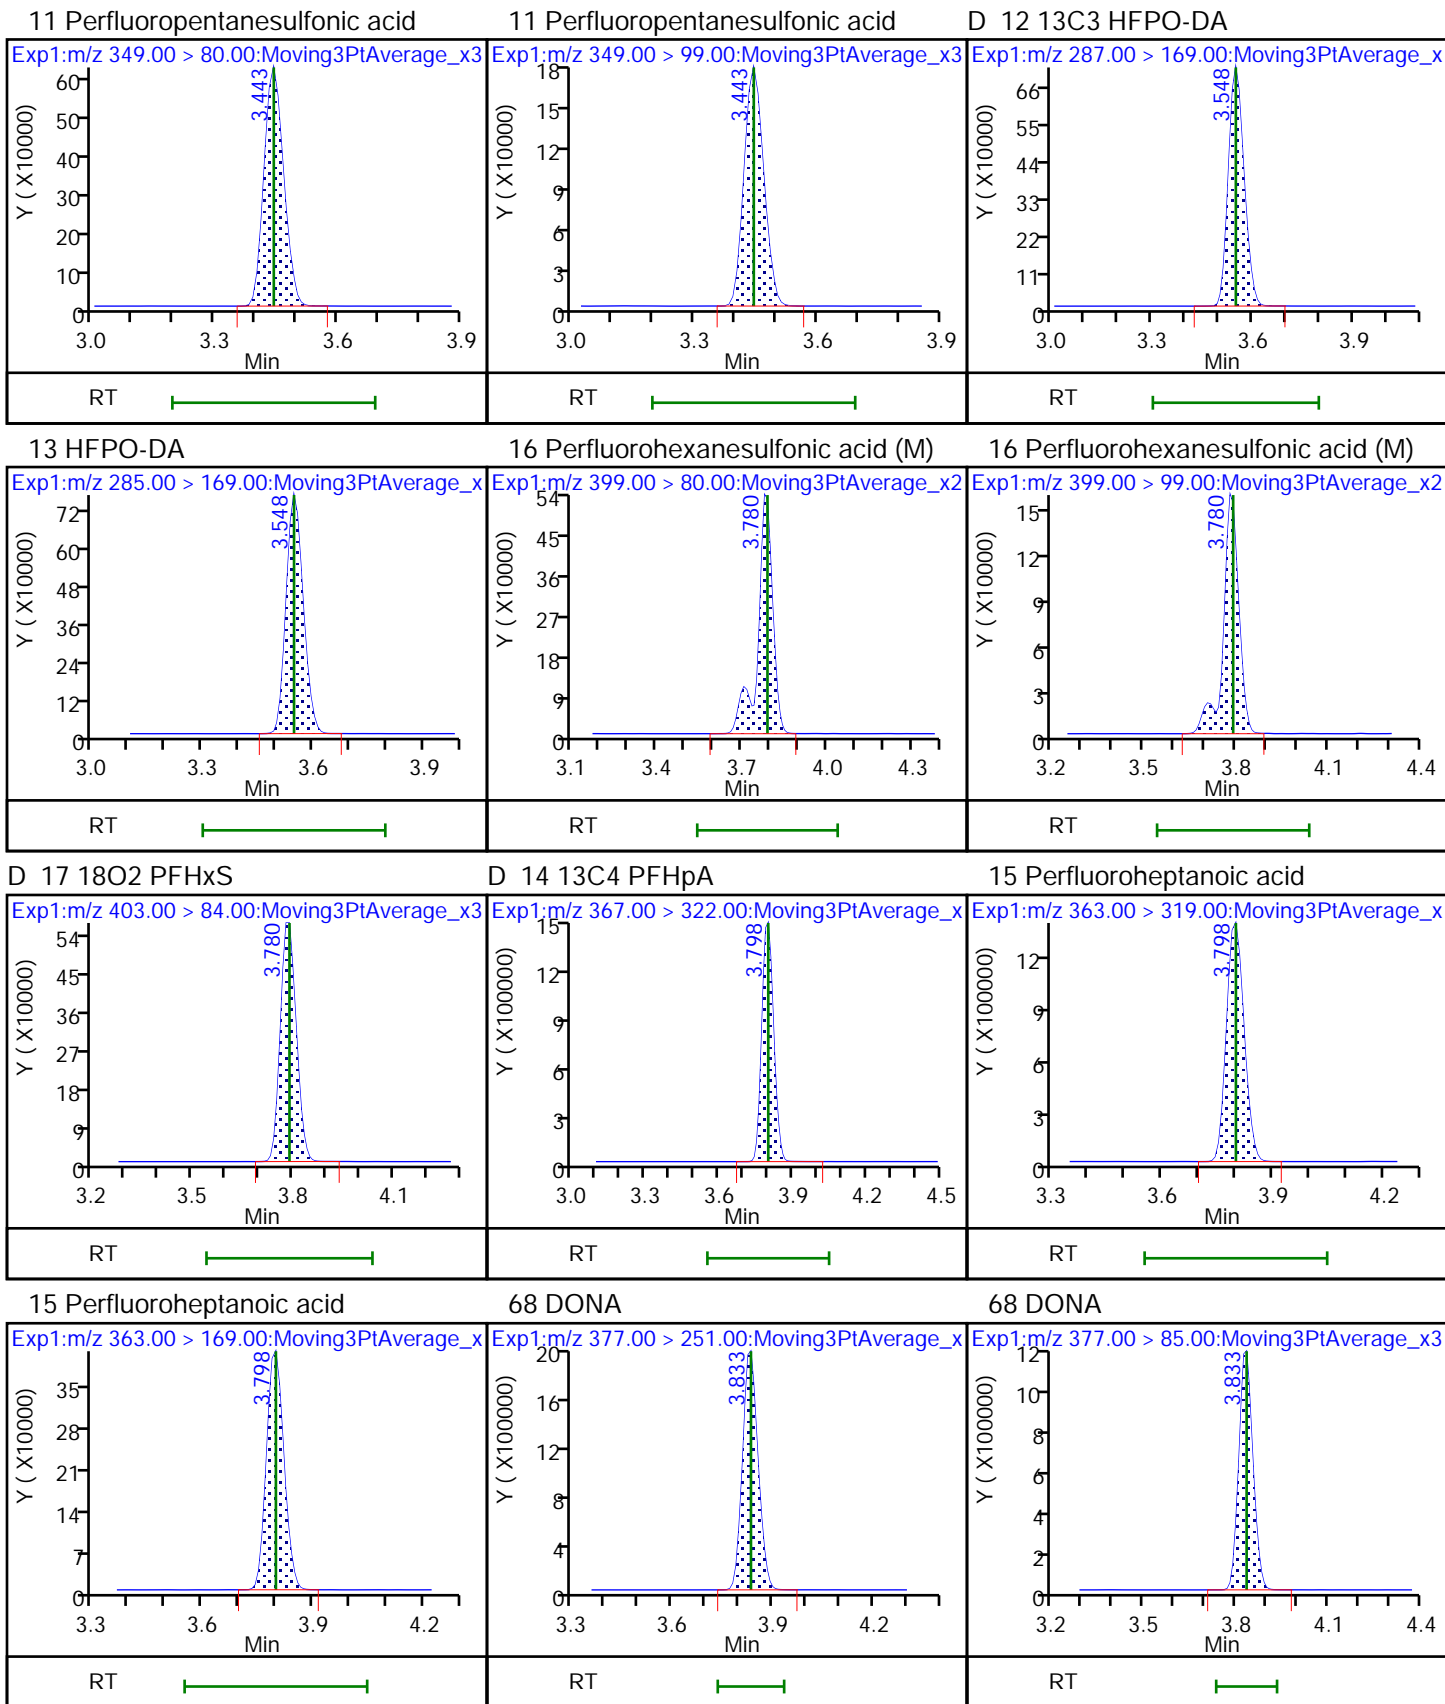 11 Perfluoropentanesulfonic acid
Exp1:m/z 349.00 > 80.00:Moving3PtAverage_x3
Y ( X10000)
60
50
40
30
20
10
0
3.443
3.0 3.3 3.6 3.9
Min
RT
11 Perfluoropentanesulfonic acid
Exp1:m/z 349.00 > 99.00:Moving3PtAverage_x3
Y ( X10000)
18
15
12
9
6
3
0
3.443
3.0 3.3 3.6 3.9
Min
RT
D 12 13C3 HFPO-DA
Exp1:m/z 287.00 > 169.00:Moving3PtAverage_x
Y ( X10000)
66
55
44
33
22
11
0
3.548
3.0 3.3 3.6 3.9
Min
RT
13 HFPO-DA
Exp1:m/z 285.00 > 169.00:Moving3PtAverage_x
Y ( X10000)
72
60
48
36
24
12
0
3.548
3.0 3.3 3.6 3.9
Min
RT
16 Perfluorohexanesulfonic acid (M)
Exp1:m/z 399.00 > 80.00:Moving3PtAverage_x2
Y ( X10000)
54
45
36
27
18
9
0
3.780
3.1 3.4 3.7 4.0 4.3
Min
RT
16 Perfluorohexanesulfonic acid (M)
Exp1:m/z 399.00 > 99.00:Moving3PtAverage_x2
Y ( X10000)
15
12
9
6
3
0
3.780
3.2 3.5 3.8 4.1 4.4
Min
RT
D 17 18O2 PFHxS
Exp1:m/z 403.00 > 84.00:Moving3PtAverage_x3
Y ( X10000)
54
45
36
27
18
9
0
3.780
3.2 3.5 3.8 4.1
Min
RT
D 14 13C4 PFHpA
Exp1:m/z 367.00 > 322.00:Moving3PtAverage_x
Y ( X100000)
15
12
9
6
3
0
3.798
3.0 3.3 3.6 3.9 4.2 4.5
Min
RT
15 Perfluoroheptanoic acid
Exp1:m/z 363.00 > 319.00:Moving3PtAverage_x
Y ( X100000)
12
9
6
3
0
3.798
3.3 3.6 3.9 4.2
Min
RT
15 Perfluoroheptanoic acid
Exp1:m/z 363.00 > 169.00:Moving3PtAverage_x
Y ( X10000)
35
28
21
14
7
0
3.798
3.3 3.6 3.9 4.2
Min
RT
68 DONA
Exp1:m/z 377.00 > 251.00:Moving3PtAverage_x
Y ( X100000)
20
16
12
8
4
0
3.833
3.3 3.6 3.9 4.2
Min
RT
68 DONA
Exp1:m/z 377.00 > 85.00:Moving3PtAverage_x3
Y ( X100000)
12
10
8
6
4
2
0
3.833
3.2 3.5 3.8 4.1 4.4
Min
RT